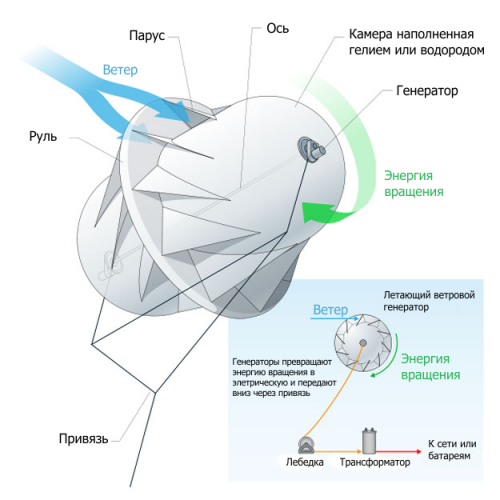 Парус
Ось
Камера наполненная
гелием или водородом
Ветер
Генератор
Руль
Энергия
вращения
Привязь
Летающий ветровой
генератор
Ветер
Энергия
вращения
Генераторы превращают
энергию вращения в
элетрическую и передают
вниз через привязь
К сети или
батареям
Лебедка
Трансформатор